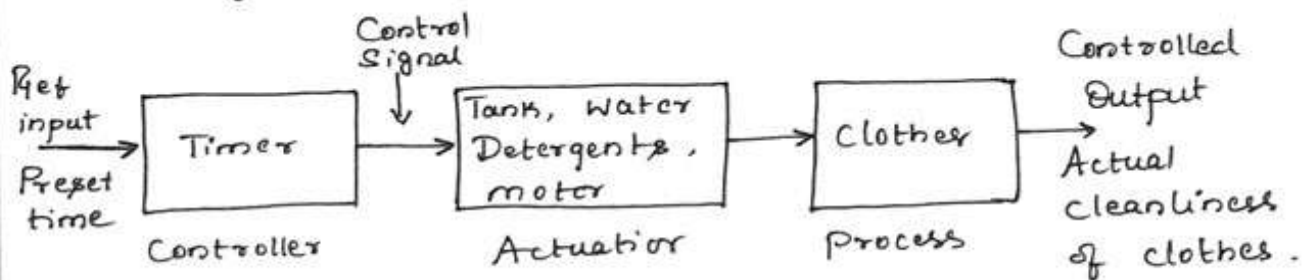 Ref
input
Preset
time
Timer
Controller
Control
Signal
Tank, Water
Detergents,
motor
Actuatior
Clothes
Process
Controlled
Output
Actual
cleanliness
of clothes.